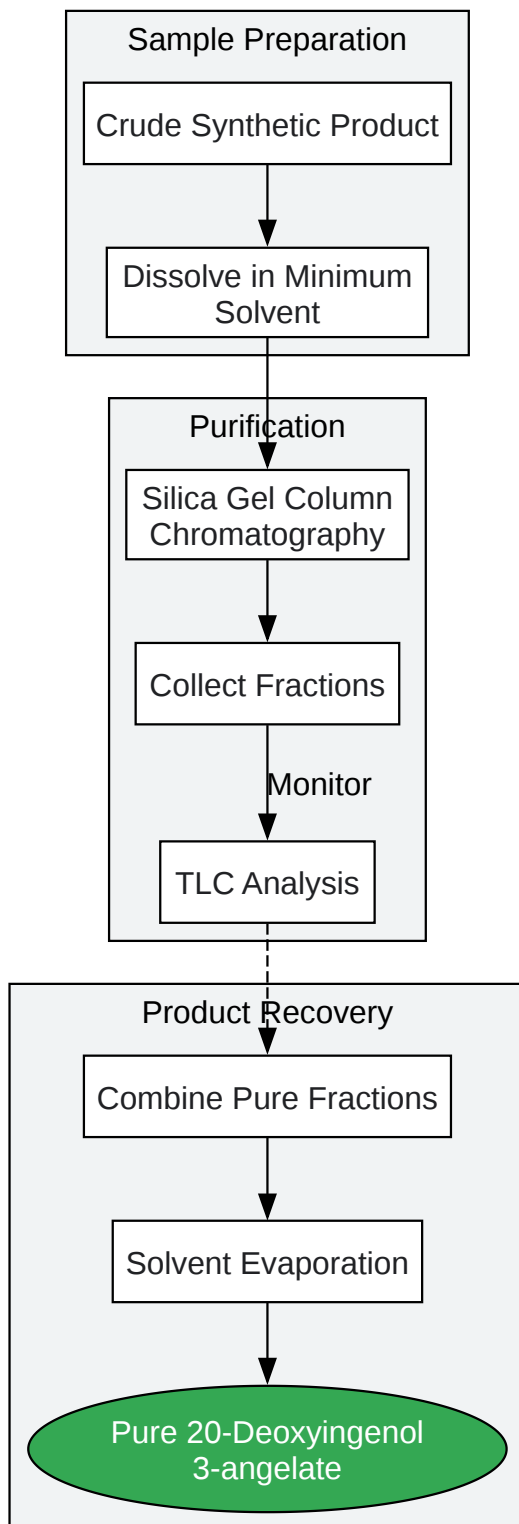 Sample Preparation
Crude Synthetic Product
Dissolve in Minimum
Solvent
Purification
Silica Gel Column
Chromatography
Collect Fractions
Monitor
TLC Analysis
Product Recovery
Combine Pure Fractions
Solvent Evaporation
Pure 20-Deoxyingenol
3-angelate